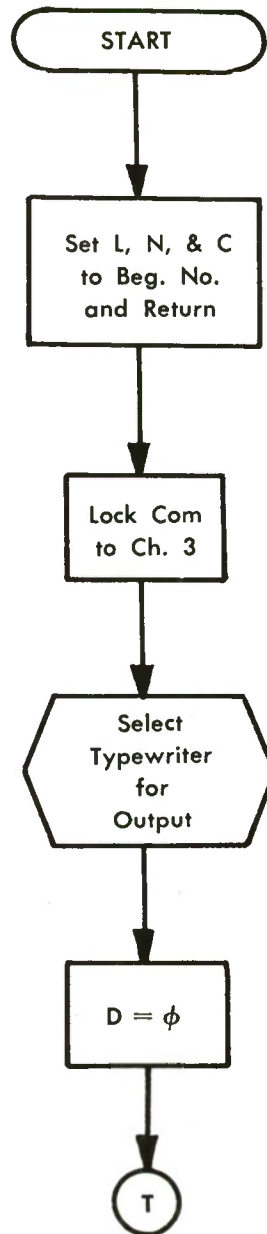 START
Set L, N, & C
to Beg. No.
and Return
Lock Com
to Ch. 3
Select
Typewriter
for
Output
D = ϕ
T